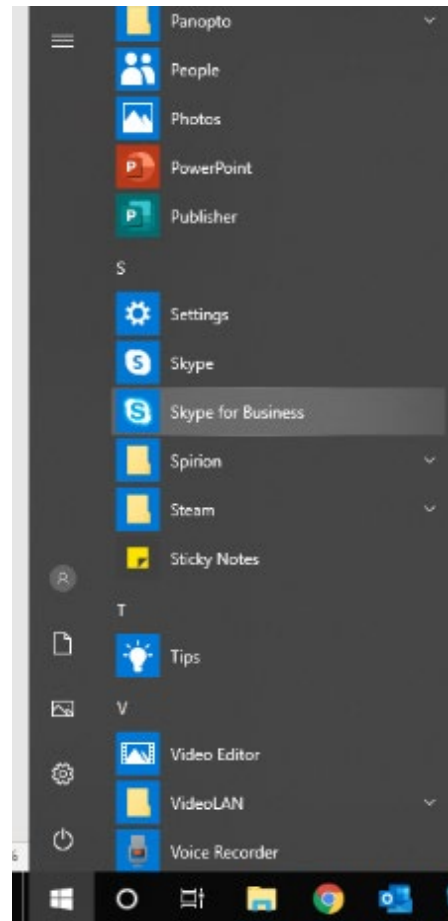 Panopto
People
Photos
PowerPoint
Publisher
S
Settings
Skype
Skype for Business
Spirion
Steam
Sticky Notes
T
Tips
V
Video Editor
VideoLAN
Voice Recorder